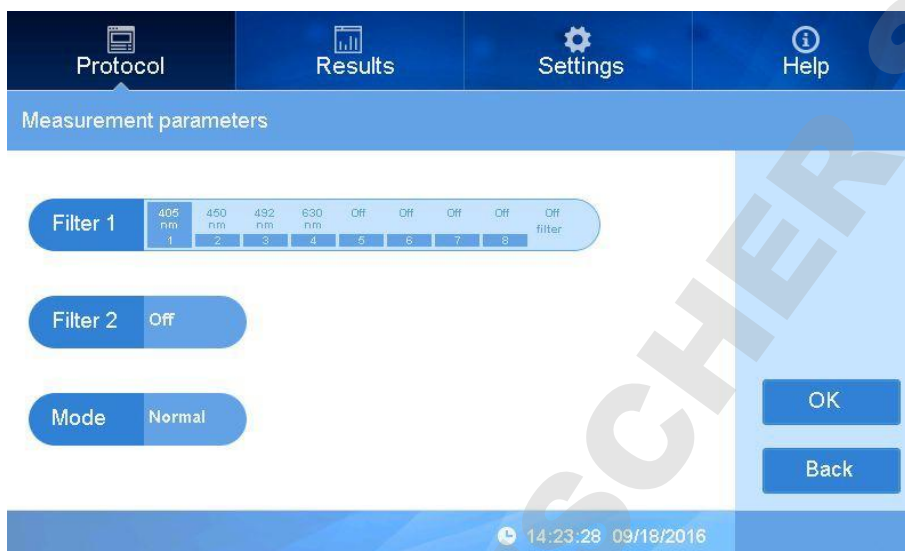 Protocol Results Settings Help
Measurement parameters
Filter 1
405 nm 1
450 nm 2
492 nm 3
630 nm 4
Off 5
Off 6
Off 7
Off 8
Off filter
Filter 2 Off
Mode Normal
OK
Back
14:23:28 09/18/2016
SCHER